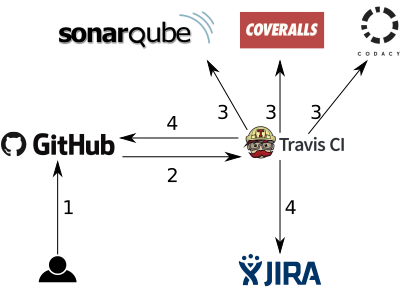 sonarqube
COVERALLS
CODACY
3
3
3
4
GitHub
Travis CI
2
1
4
JIRA